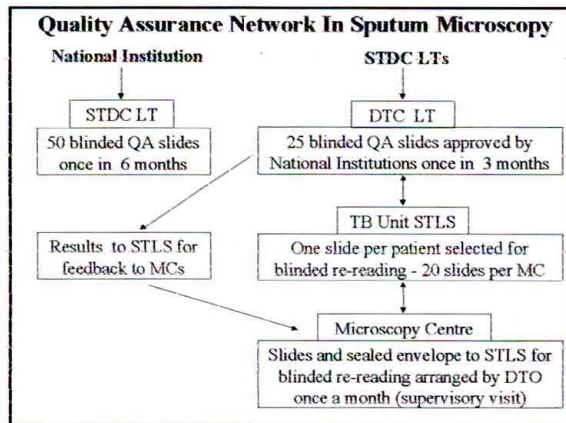 Quality Assurance Network In Sputum Microscopy
National Institution
STDC LTs
STDC LT
50 blinded QA slides
once in 6 months
DTC LT
25 blinded QA slides approved by
National Institutions once in 3 months
Results to STLS for
feedback to MCs
TB Unit STLS
One slide per patient selected for
blinded re-reading - 20 slides per MC
Microscopy Centre
Slides and sealed envelope to STLS for
blinded re-reading arranged by DTO
once a month (supervisory visit)